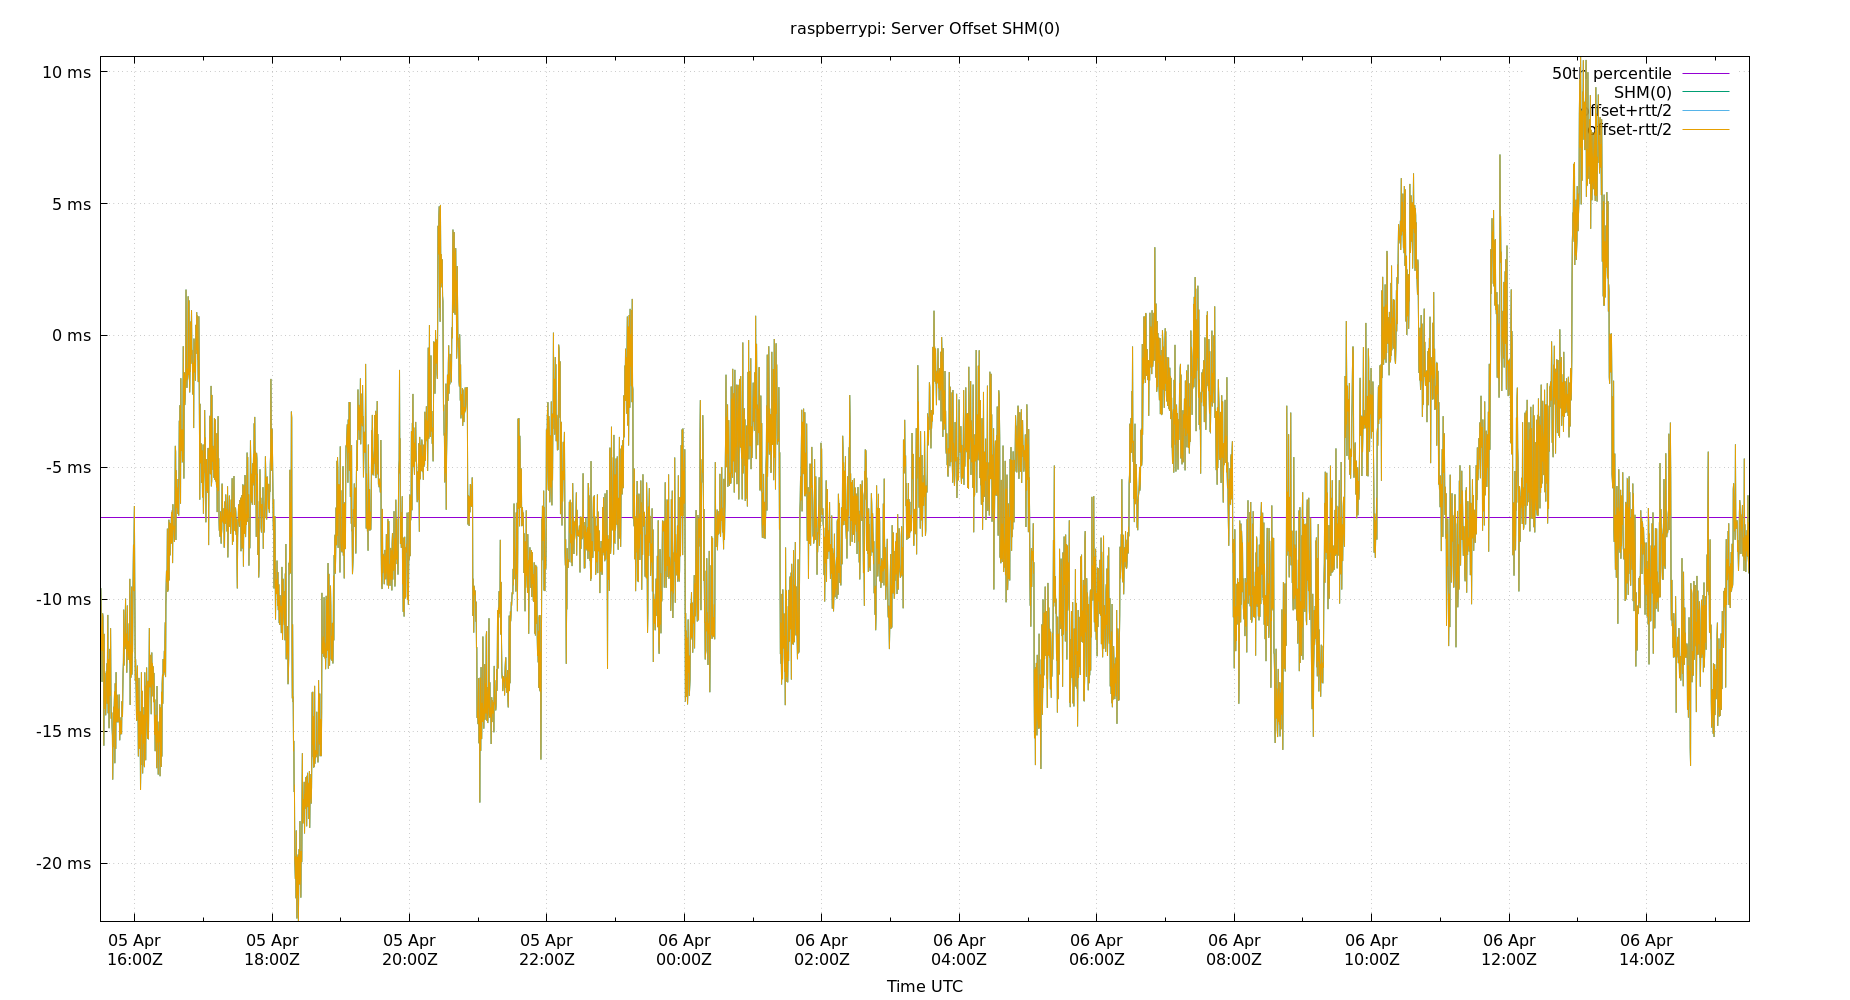 raspberrypi: Server Offset SHM(0)
10 ms
5 ms
0 ms
-5 ms
-10 ms
-15 ms
-20 ms
50th percentile
SHM(0)
offset+rtt/2
offset-rtt/2
05 Apr 05 Apr 05 Apr 05 Apr 06 Apr 06 Apr 06 Apr 06 Apr 06 Apr 06 Apr 06 Apr 06 Apr
16:00Z 18:00Z 20:00Z 22:00Z 00:00Z 02:00Z 04:00Z 06:00Z 08:00Z 10:00Z 12:00Z 14:00Z
Time UTC